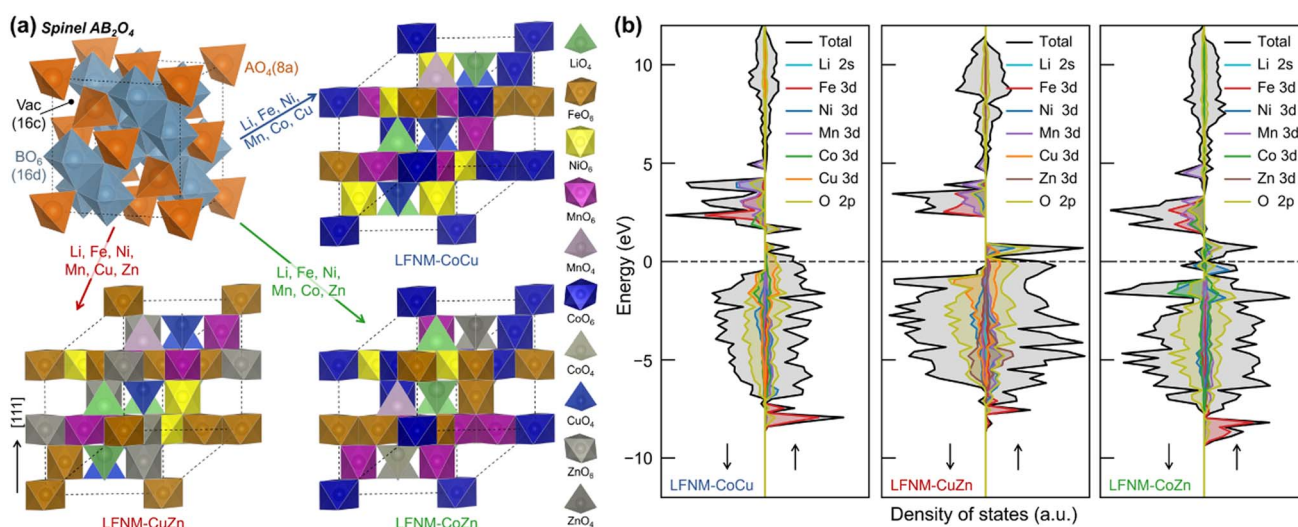 (a) Spinel AB₂O₄
AO₄(8a)
Vac
(16c)
BO₆
(16d)
Li, Fe, Ni,
Mn, Co, Cu
LFNM-CoCu
Li, Fe, Ni,
Mn, Cu, Zn
Li, Fe, Ni,
Mn, Co, Zn
[111]
LFNM-CuZn
LFNM-CoZn
LiO₄
FeO₆
NiO₆
MnO₆
MnO₄
CoO₆
CoO₄
CuO₄
ZnO₆
ZnO₄
(b)
Energy (eV)
10
5
0
−5
−10
Total
Li 2s
Fe 3d
Ni 3d
Mn 3d
Co 3d
Cu 3d
O 2p
↓ ↑
LFNM-CoCu
Total
Li 2s
Fe 3d
Ni 3d
Mn 3d
Cu 3d
Zn 3d
O 2p
↓ ↑
LFNM-CuZn
Total
Li 2s
Fe 3d
Ni 3d
Mn 3d
Co 3d
Zn 3d
O 2p
↓ ↑
LFNM-CoZn
Density of states (a.u.)